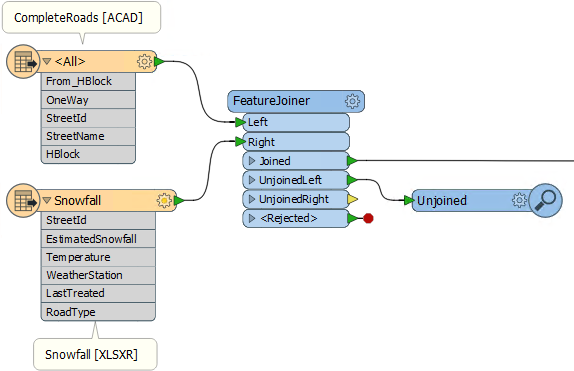 CompleteRoads [ACAD]
<All>
From_HBlock
OneWay
StreetId
StreetName
HBlock
FeatureJoiner
Left
Right
Joined
UnjoinedLeft
UnjoinedRight
<Rejected>
Unjoined
Snowfall
StreetId
EstimatedSnowfall
Temperature
WeatherStation
LastTreated
RoadType
Snowfall [XLSXR]